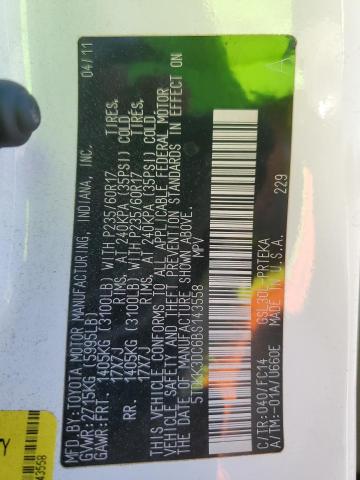 MFD BY:TOYOTA MOTOR MANUFACTURING, INDIANA, INC. 04/11
GVWR:2715KG (5985LB)
GAWR:FRT. 1405KG (3100LB) WITH P235/60R17 TIRES,
17X7J RIMS, AT 240KPA (35PSI) COLD.
RR. 1405KG (3100LB) WITH P235/60R17 TIRES,
17X7J RIMS, AT 240KPA (35PSI) COLD.
THIS VEHICLE CONFORMS TO ALL APPLICABLE FEDERAL MOTOR
VEHICLE SAFETY AND THEFT PREVENTION STANDARDS IN EFFECT
ON THE DATE OF MANUFACTURE SHOWN ABOVE.
MPV A
C/TR:040/FC14 GSL30L-PRTEKA 229
A/TM:-01A/U660E MADE IN U.S.A.
43558